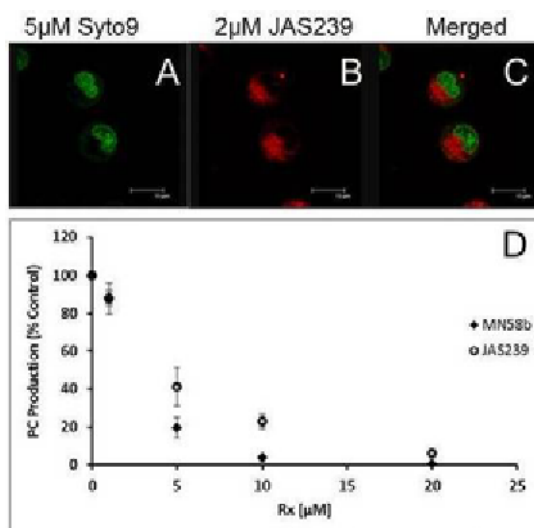 5µM Syto9 2µM JAS239 Merged
A B C
D
120
100
80
60
40
20
0
PC Production (% Control)
MN58b
JAS239
0 5 10 15 20 25
Rx [µM]